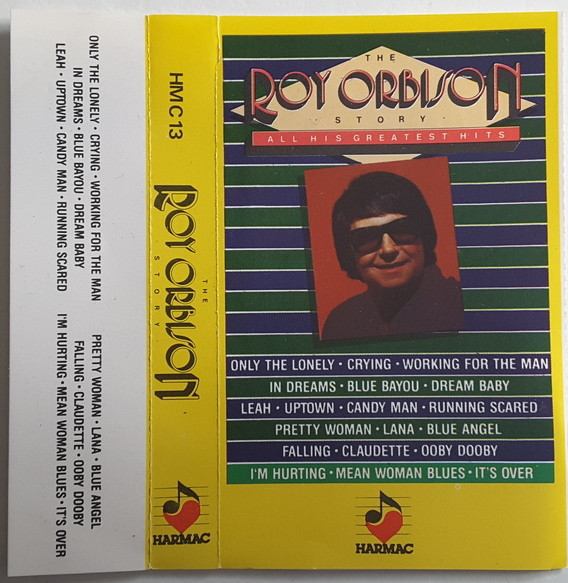 ONLY THE LONELY • CRYING • WORKING FOR THE MAN
IN DREAMS • BLUE BAYOU • DREAM BABY
LEAH • UPTOWN • CANDY MAN • RUNNING SCARED
PRETTY WOMAN • LANA • BLUE ANGEL
FALLING • CLAUDETTE • OOBY DOOBY
I'M HURTING • MEAN WOMAN BLUES • IT'S OVER
HMC 13
THE
ROY ORBISON
STORY
HARMAC
THE
ROY ORBISON
STORY
ALL HIS GREATEST HITS
ONLY THE LONELY • CRYING • WORKING FOR THE MAN
IN DREAMS • BLUE BAYOU • DREAM BABY
LEAH • UPTOWN • CANDY MAN • RUNNING SCARED
PRETTY WOMAN • LANA • BLUE ANGEL
FALLING • CLAUDETTE • OOBY DOOBY
I'M HURTING • MEAN WOMAN BLUES • IT'S OVER
HARMAC